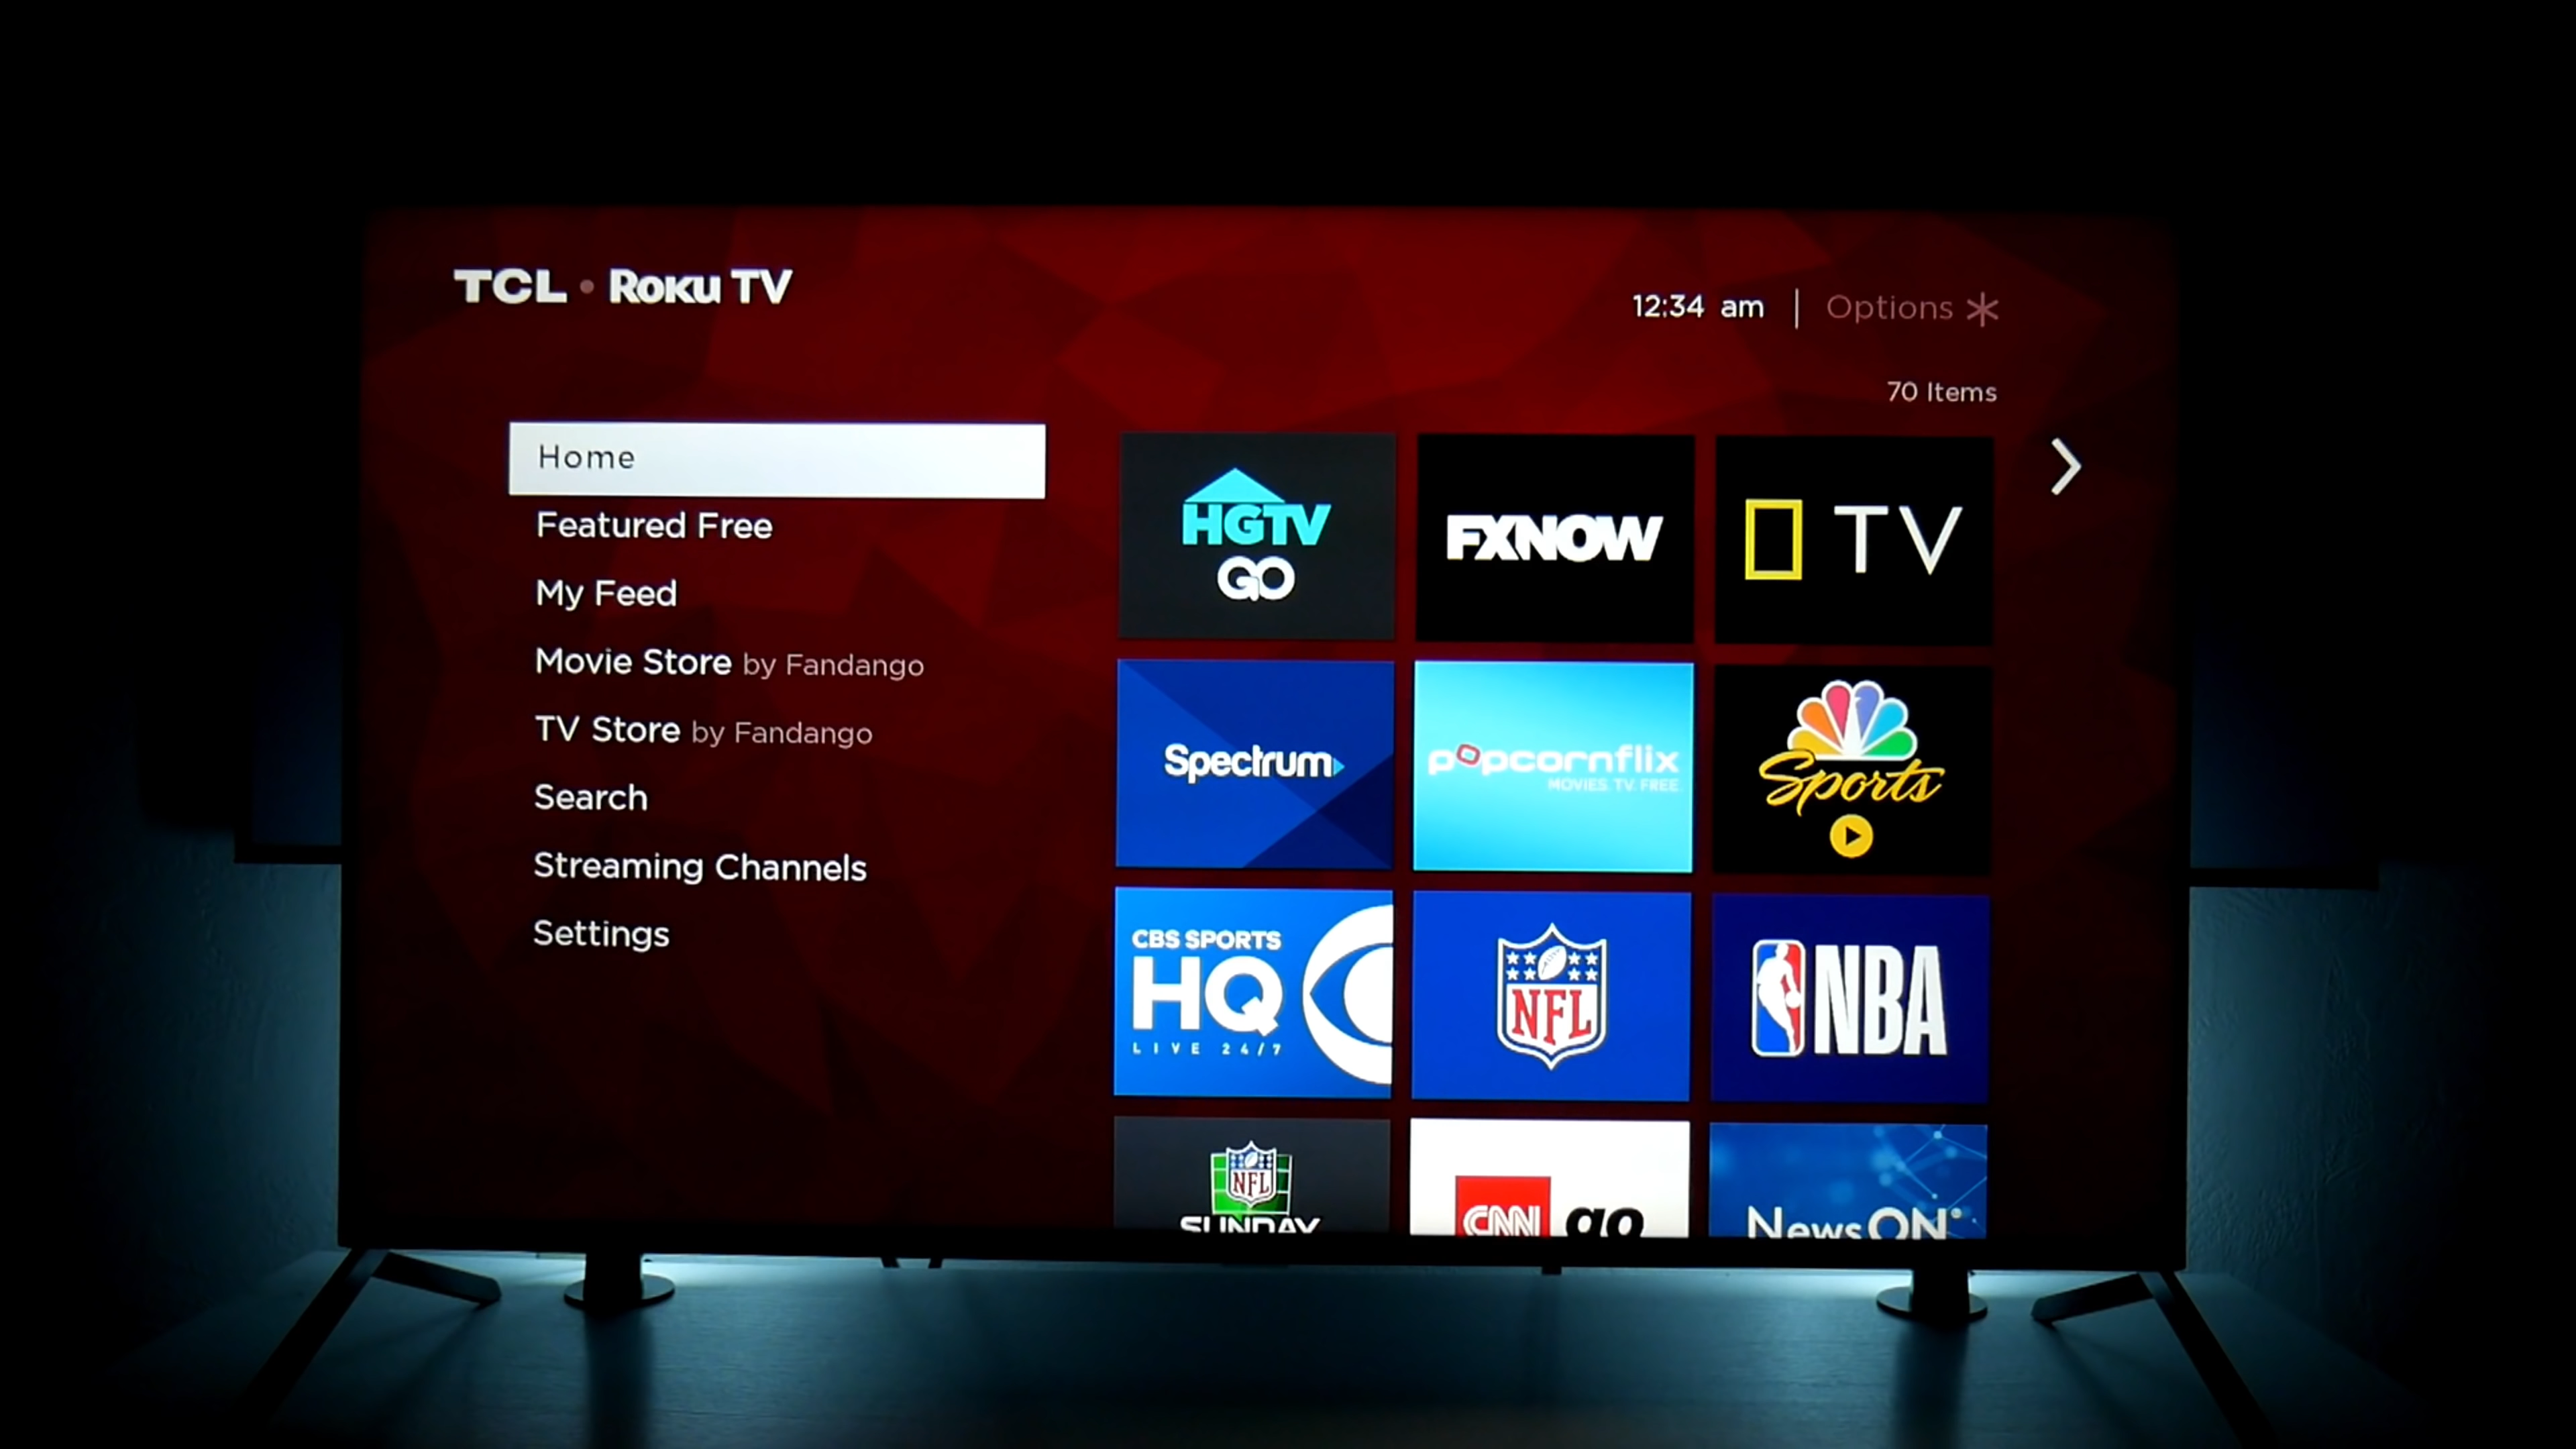 TCL • Roku TV
12:34 am | Options *
70 Items
Home
Featured Free
My Feed
Movie Store by Fandango
TV Store by Fandango
Search
Streaming Channels
Settings
HGTV
GO
FXNOW
TV
Spectrum
popcornflix
MOVIES. TV. FREE.
Sports
CBS SPORTS
HQ
LIVE 24/7
NFL
NBA
NFL
SUNDAY
CNN go
NewsON